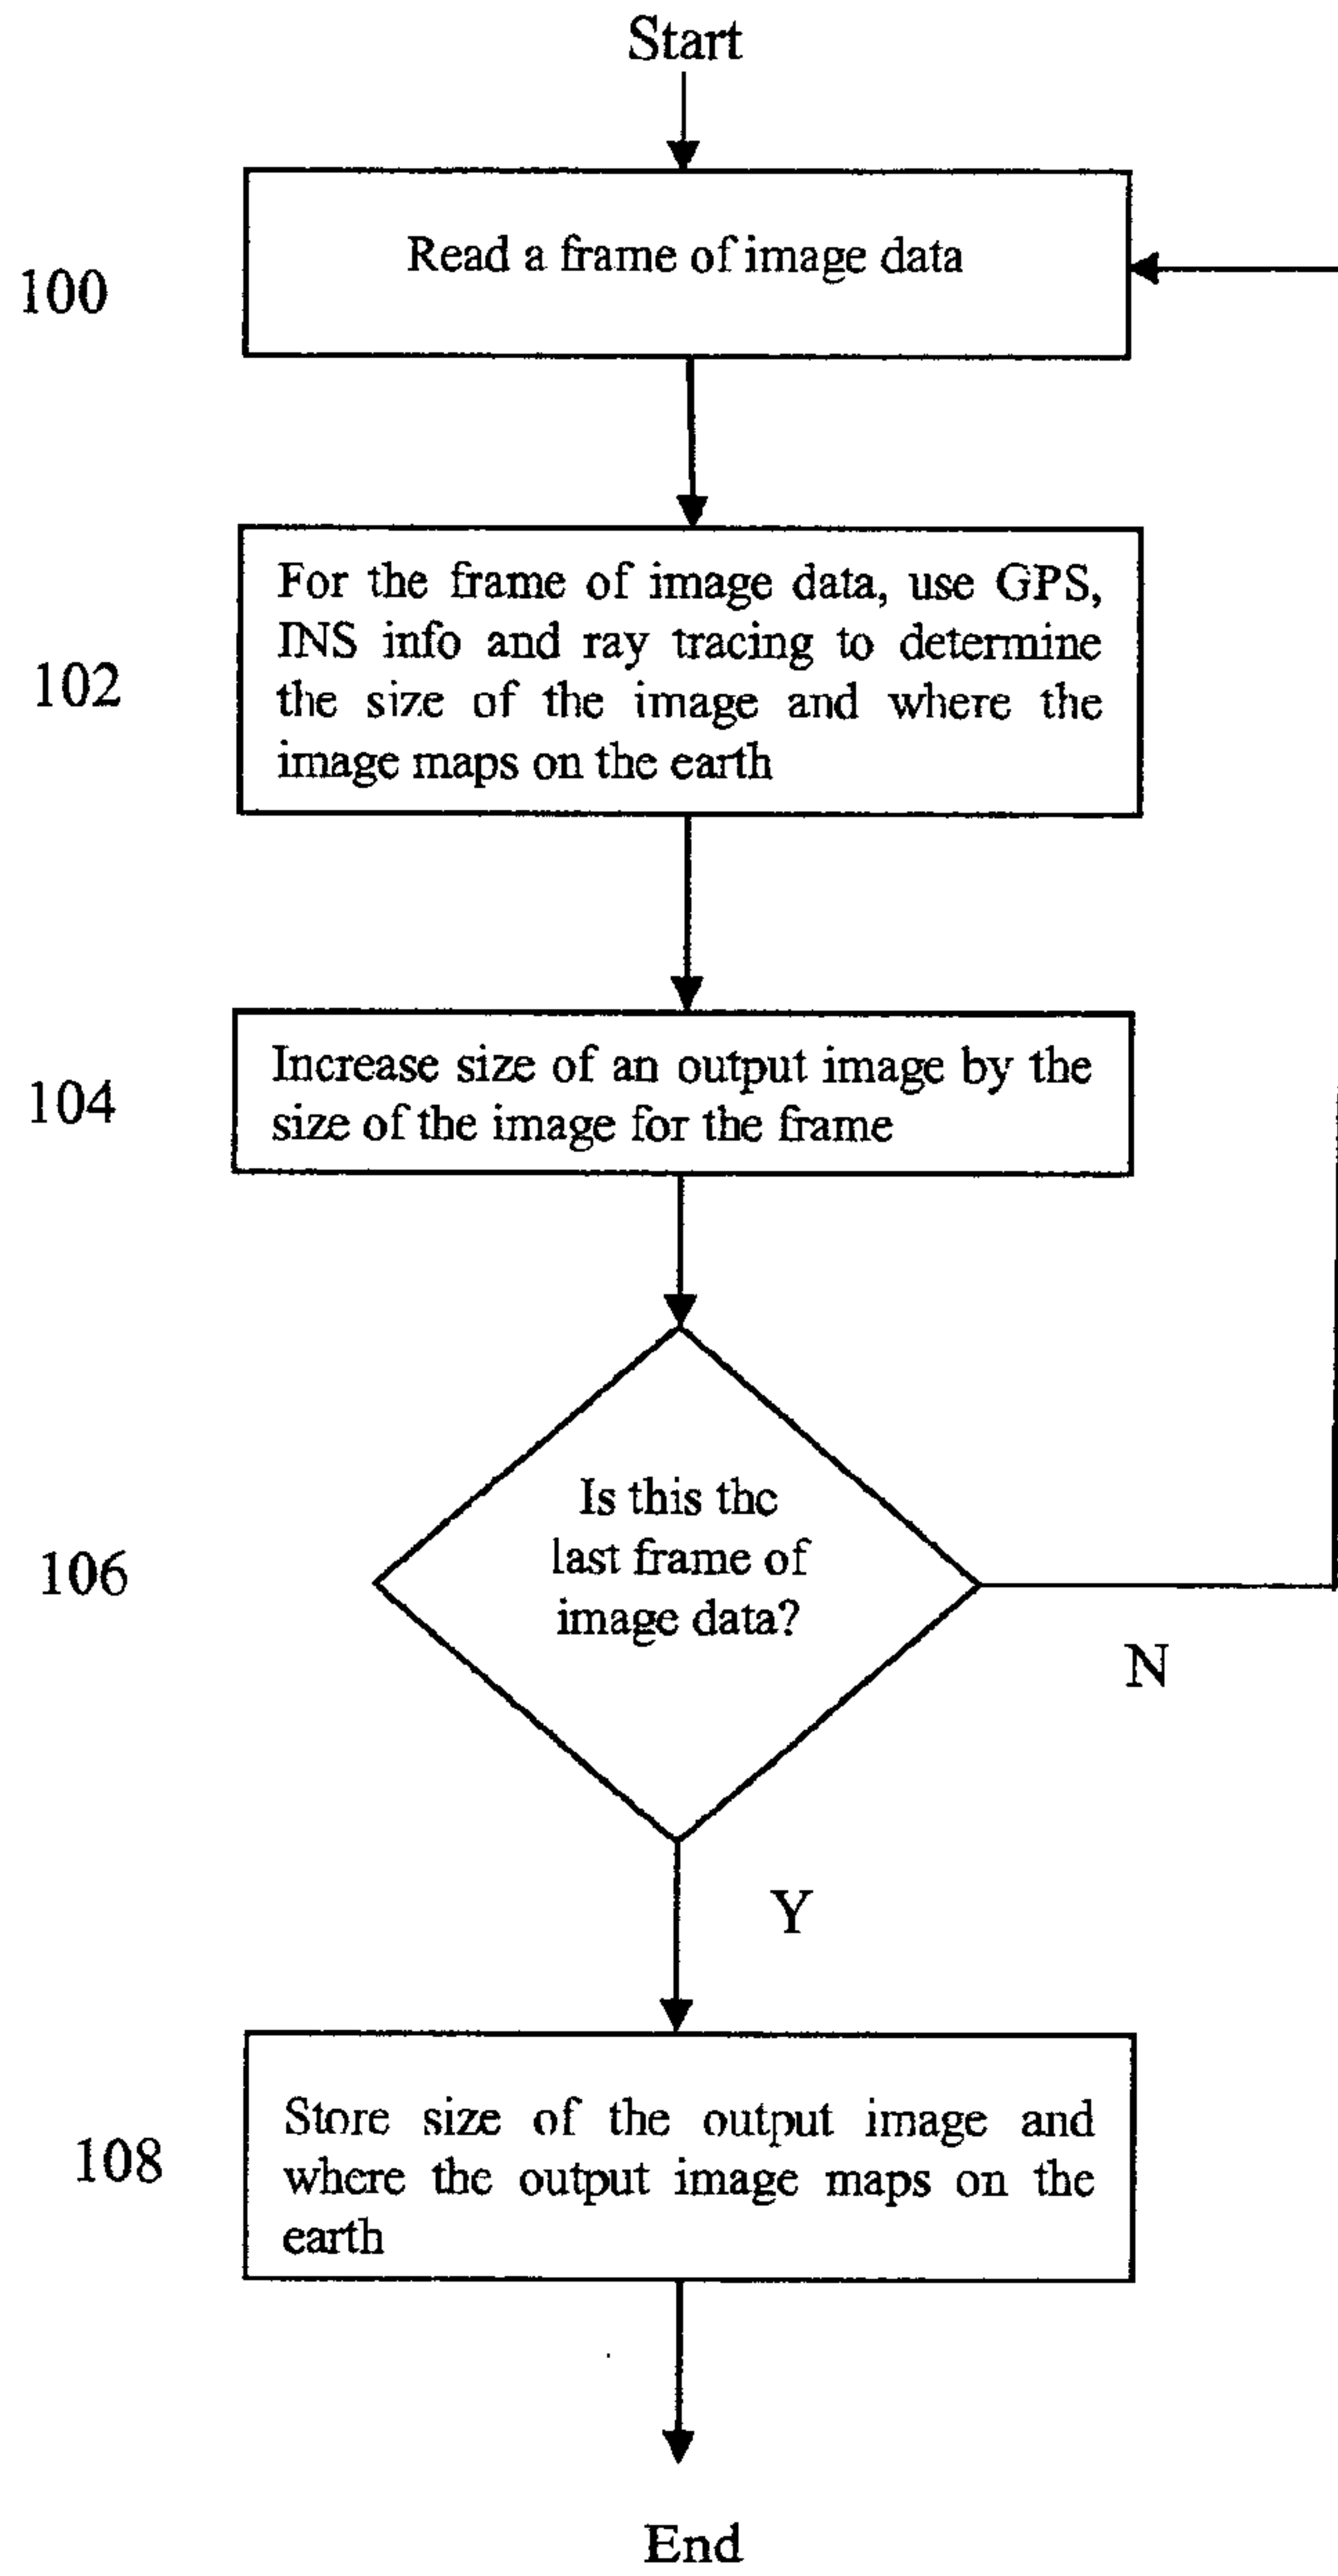 Start
100
Read a frame of image data
102
For the frame of image data, use GPS,
INS info and ray tracing to determine
the size of the image and where the
image maps on the earth
104
Increase size of an output image by the
size of the image for the frame
106
Is this the
last frame of
image data?
N
Y
108
Store size of the output image and
where the output image maps on the
earth
End